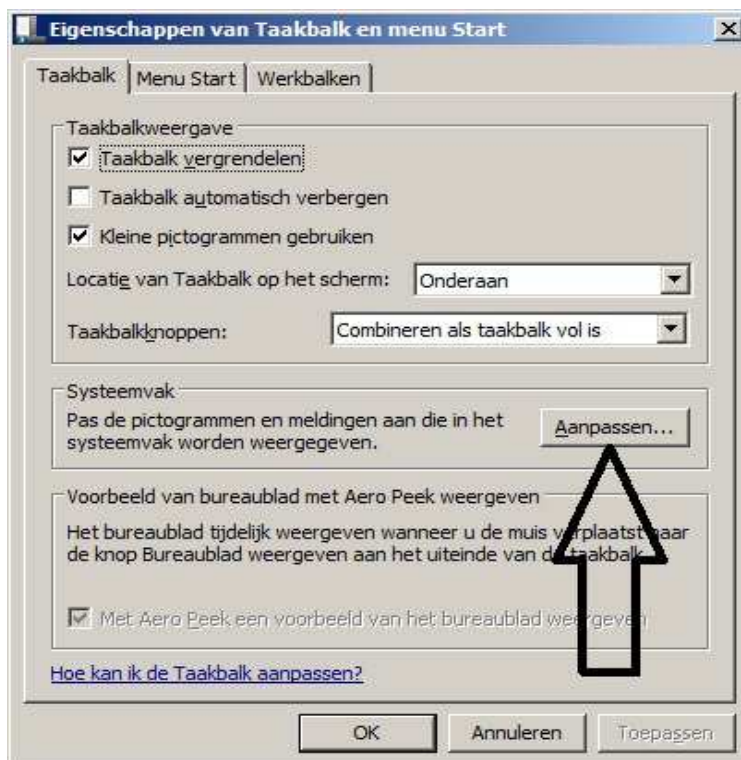 Eigenschappen van Taakbalk en menu Start
Taakbalk Menu Start Werkbalken
Taakbalkweergave
Taakbalk vergrendelen
Taakbalk automatisch verbergen
Kleine pictogrammen gebruiken
Locatie van Taakbalk op het scherm: Onderaan
Taakbalkknoppen: Combineren als taakbalk vol is
Systeemvak
Pas de pictogrammen en meldingen aan die in het
systeemvak worden weergegeven.
Aanpassen...
Voorbeeld van bureaublad met Aero Peek weergeven
Het bureaublad tijdelijk weergeven wanneer u de muis verplaatst naar
de knop Bureaublad weergeven aan het uiteinde van de taakbalk
Met Aero Peek een voorbeeld van het bureaublad weergeven
Hoe kan ik de Taakbalk aanpassen?
OK Annuleren Toepassen